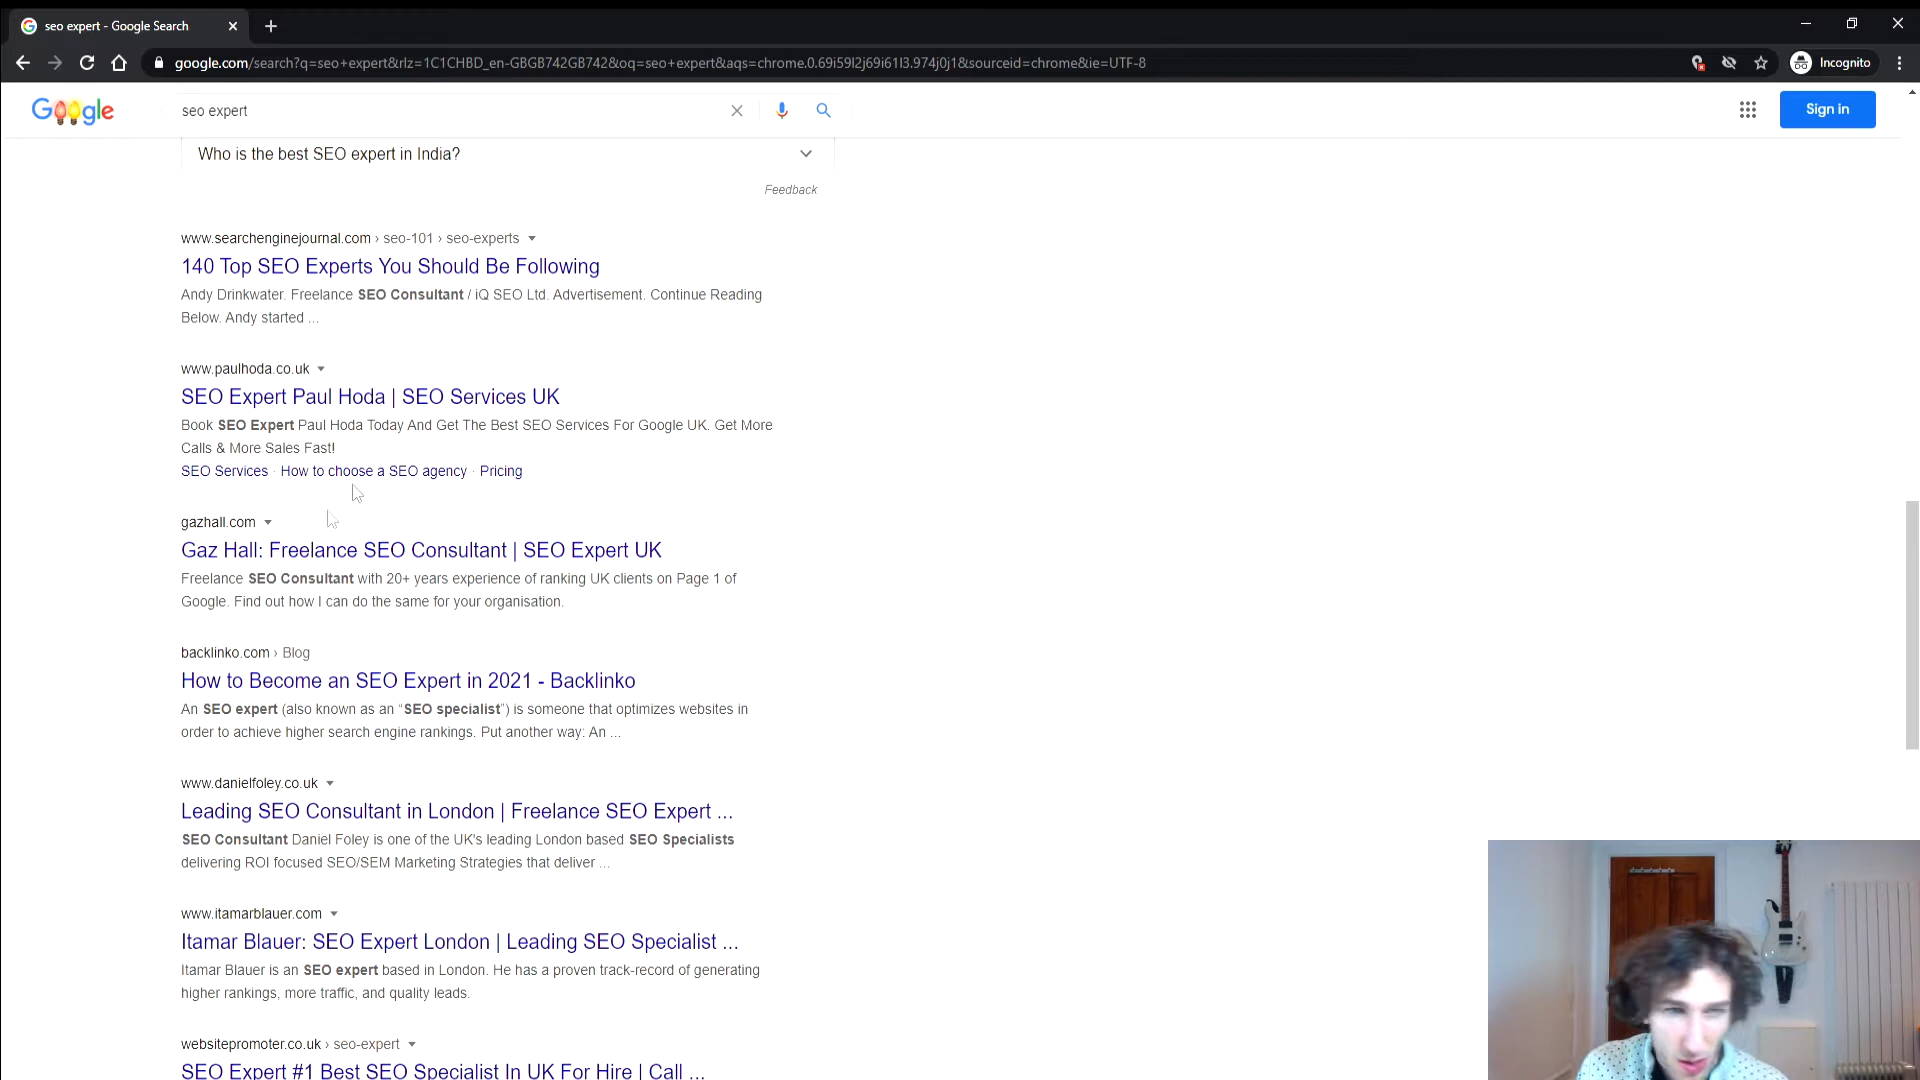 seo expert - Google Search
google.com/search?q=seo+expert&rlz=1C1CHBD_en-GBGB742GB742&oq=seo+expert&aqs=chrome.0.69i59l2j69i61l3.974j0j1&sourceid=chrome&ie=UTF-8
Incognito
Google
seo expert
Sign in
Who is the best SEO expert in India?
Feedback
www.searchenginejournal.com › seo-101 › seo-experts
140 Top SEO Experts You Should Be Following
Andy Drinkwater. Freelance SEO Consultant / iQ SEO Ltd. Advertisement. Continue Reading
Below. Andy started ...
www.paulhoda.co.uk
SEO Expert Paul Hoda | SEO Services UK
Book SEO Expert Paul Hoda Today And Get The Best SEO Services For Google UK. Get More
Calls & More Sales Fast!
SEO Services · How to choose a SEO agency · Pricing
gazhall.com
Gaz Hall: Freelance SEO Consultant | SEO Expert UK
Freelance SEO Consultant with 20+ years experience of ranking UK clients on Page 1 of
Google. Find out how I can do the same for your organisation.
backlinko.com › Blog
How to Become an SEO Expert in 2021 - Backlinko
An SEO expert (also known as an “SEO specialist”) is someone that optimizes websites in
order to achieve higher search engine rankings. Put another way: An ...
www.danielfoley.co.uk
Leading SEO Consultant in London | Freelance SEO Expert ...
SEO Consultant Daniel Foley is one of the UK's leading London based SEO Specialists
delivering ROI focused SEO/SEM Marketing Strategies that deliver ...
www.itamarblauer.com
Itamar Blauer: SEO Expert London | Leading SEO Specialist ...
Itamar Blauer is an SEO expert based in London. He has a proven track-record of generating
higher rankings, more traffic, and quality leads.
websitepromoter.co.uk › seo-expert
SEO Expert #1 Best SEO Specialist In UK For Hire | Call ...